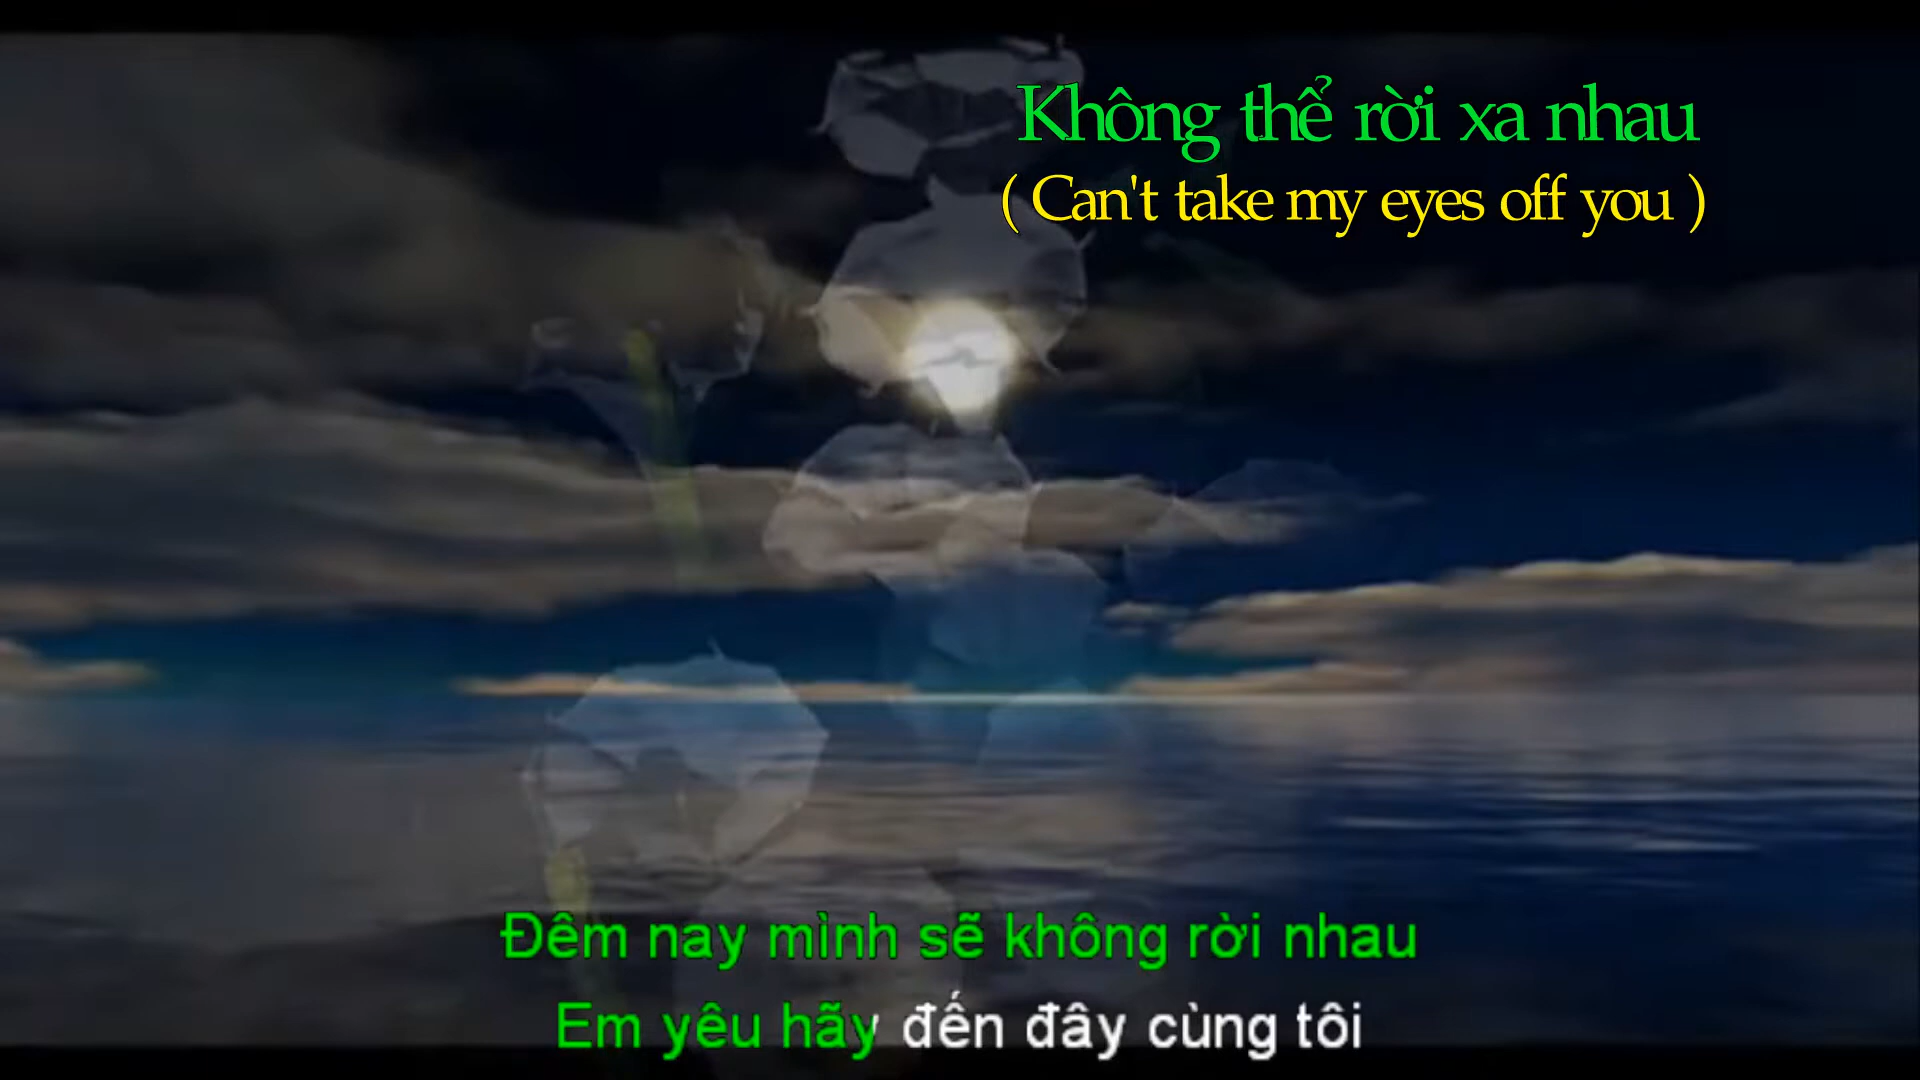 Không thể rời xa nhau
( Can't take my eyes off you )
Đêm nay mình sẽ không rời nhau
Em yêu hãy đến đây cùng tôi